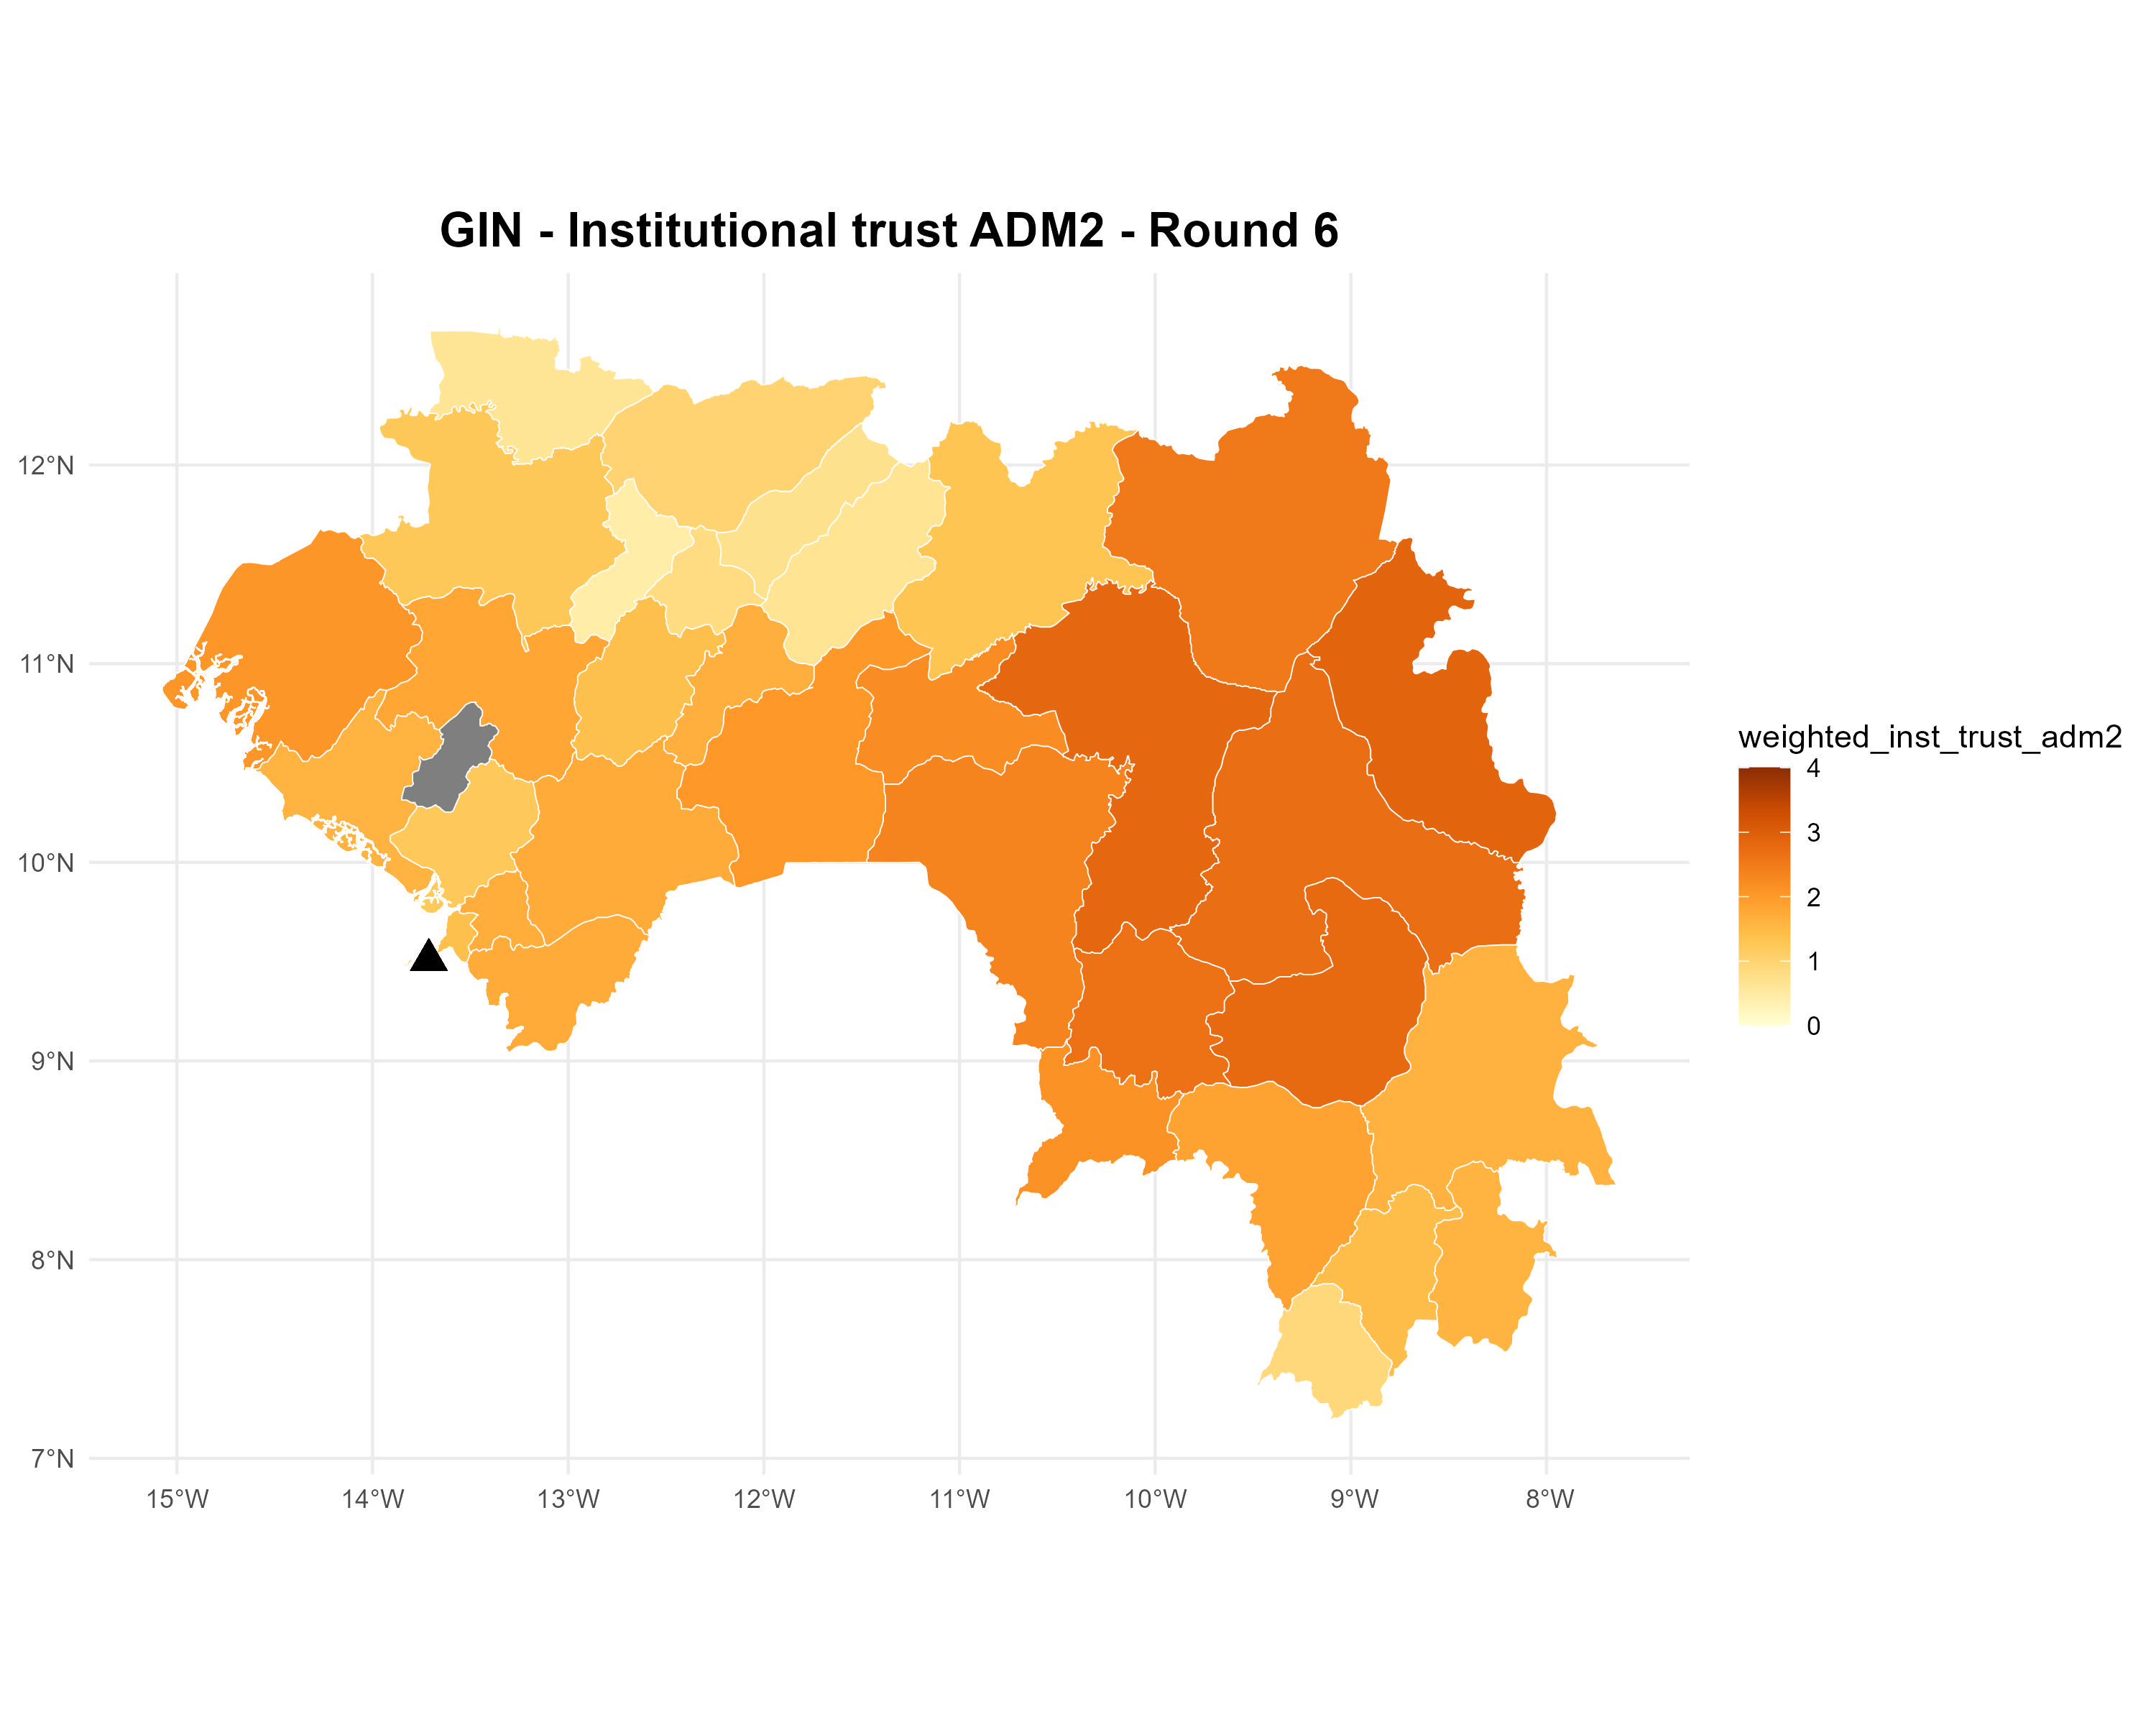 GIN - Institutional trust ADM2 - Round 6
12°N
11°N
10°N
9°N
8°N
7°N
15°W
14°W
13°W
12°W
11°W
10°W
9°W
8°W
weighted_inst_trust_adm2
4
3
2
1
0